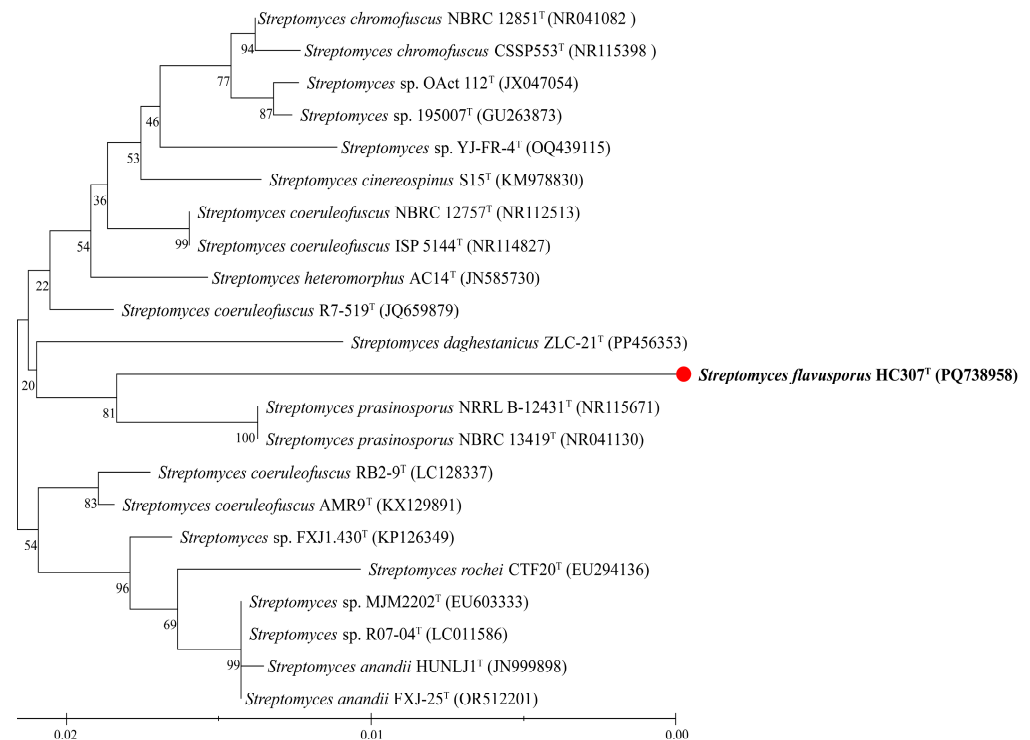 Streptomyces chromofuscus NBRC 12851ᵀ (NR041082 )
94
Streptomyces chromofuscus CSSP553ᵀ (NR115398 )
77
Streptomyces sp. OAct 112ᵀ (JX047054)
87
Streptomyces sp. 195007ᵀ (GU263873)
46
Streptomyces sp. YJ-FR-4ᵀ (OQ439115)
53
Streptomyces cinereospinus S15ᵀ (KM978830)
36
Streptomyces coeruleofuscus NBRC 12757ᵀ (NR112513)
99
Streptomyces coeruleofuscus ISP 5144ᵀ (NR114827)
54
Streptomyces heteromorphus AC14ᵀ (JN585730)
22
Streptomyces coeruleofuscus R7-519ᵀ (JQ659879)
Streptomyces daghestanicus ZLC-21ᵀ (PP456353)
20
Streptomyces flavusporus HC307ᵀ (PQ738958)
81
Streptomyces prasinosporus NRRL B-12431ᵀ (NR115671)
100
Streptomyces prasinosporus NBRC 13419ᵀ (NR041130)
Streptomyces coeruleofuscus RB2-9ᵀ (LC128337)
83
Streptomyces coeruleofuscus AMR9ᵀ (KX129891)
54
Streptomyces sp. FXJ1.430ᵀ (KP126349)
96
Streptomyces rochei CTF20ᵀ (EU294136)
69
Streptomyces sp. MJM2202ᵀ (EU603333)
Streptomyces sp. R07-04ᵀ (LC011586)
99
Streptomyces anandii HUNLJ1ᵀ (JN999898)
Streptomyces anandii FXJ-25ᵀ (OR512201)
0.02 0.01 0.00